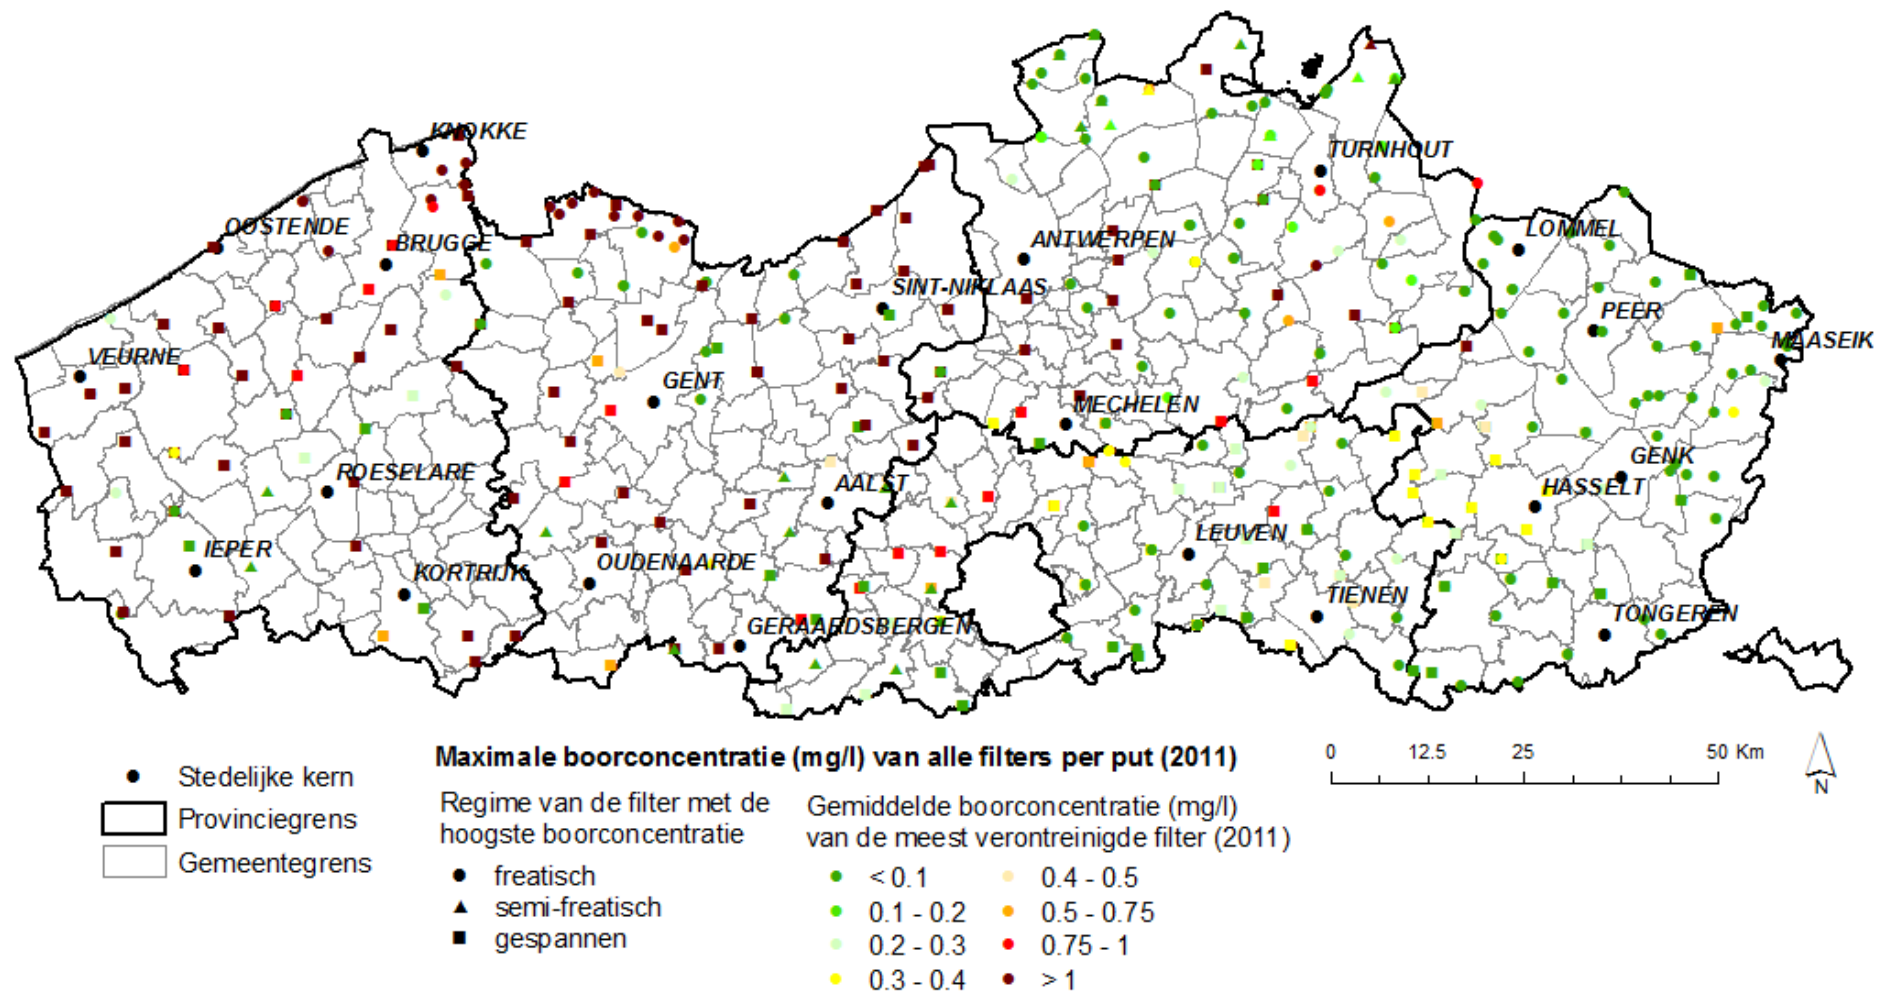 KNOKKE
TURNHOUT
OOSTENDE
BRUGGE
ANTWERPEN
LOMMEL
SINT-NIKLAAS
PEER
VEURNE
MAASEIK
GENT
MECHELEN
ROESELARE
AALST
GENK
HASSELT
IEPER
KORTRIJK
OUDENAARDE
LEUVEN
TIENEN
TONGEREN
GERAARDSBERGEN
Maximale boorconcentratie (mg/l) van alle filters per put (2011)
Stedelijke kern
Provinciegrens
Gemeentegrens
Regime van de filter met de
hoogste boorconcentratie
freatisch
semi-freatisch
gespannen
Gemiddelde boorconcentratie (mg/l)
van de meest verontreinigde filter (2011)
< 0.1
0.1 - 0.2
0.2 - 0.3
0.3 - 0.4
0.4 - 0.5
0.5 - 0.75
0.75 - 1
> 1
0 12.5 25 50 Km
N